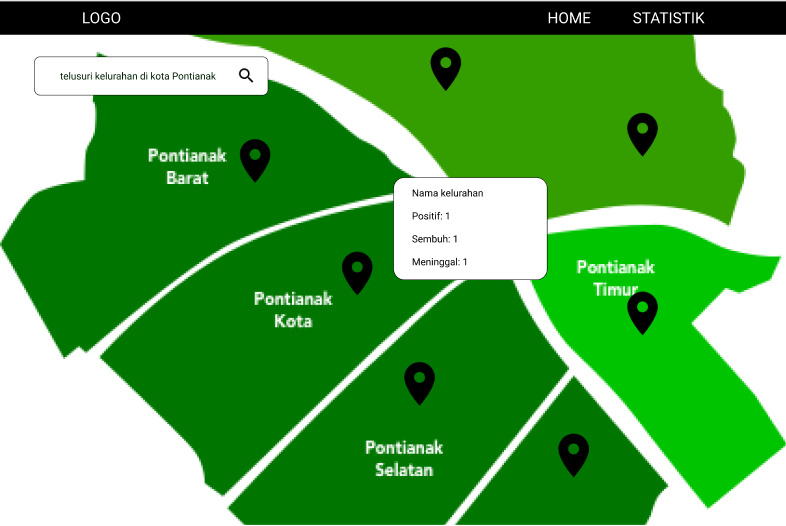 LOGO
HOME
STATISTIK
telusuri kelurahan di kota Pontianak
Pontianak
Barat
Nama kelurahan
Positif: 1
Sembuh: 1
Meninggal: 1
Pontianak
Timur
Pontianak
Kota
Pontianak
Selatan